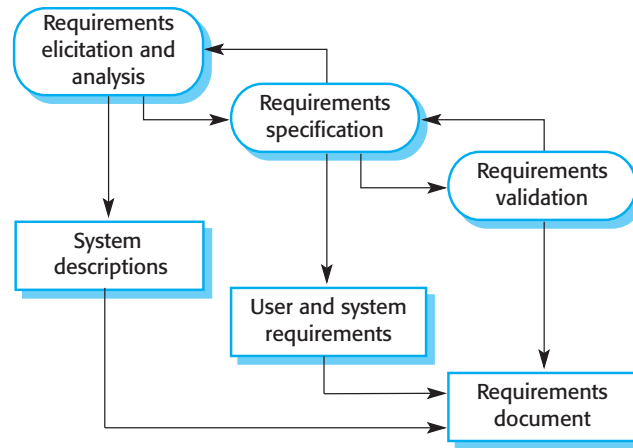 Requirements
elicitation and
analysis
Requirements
specification
Requirements
validation
System
descriptions
User and system
requirements
Requirements
document